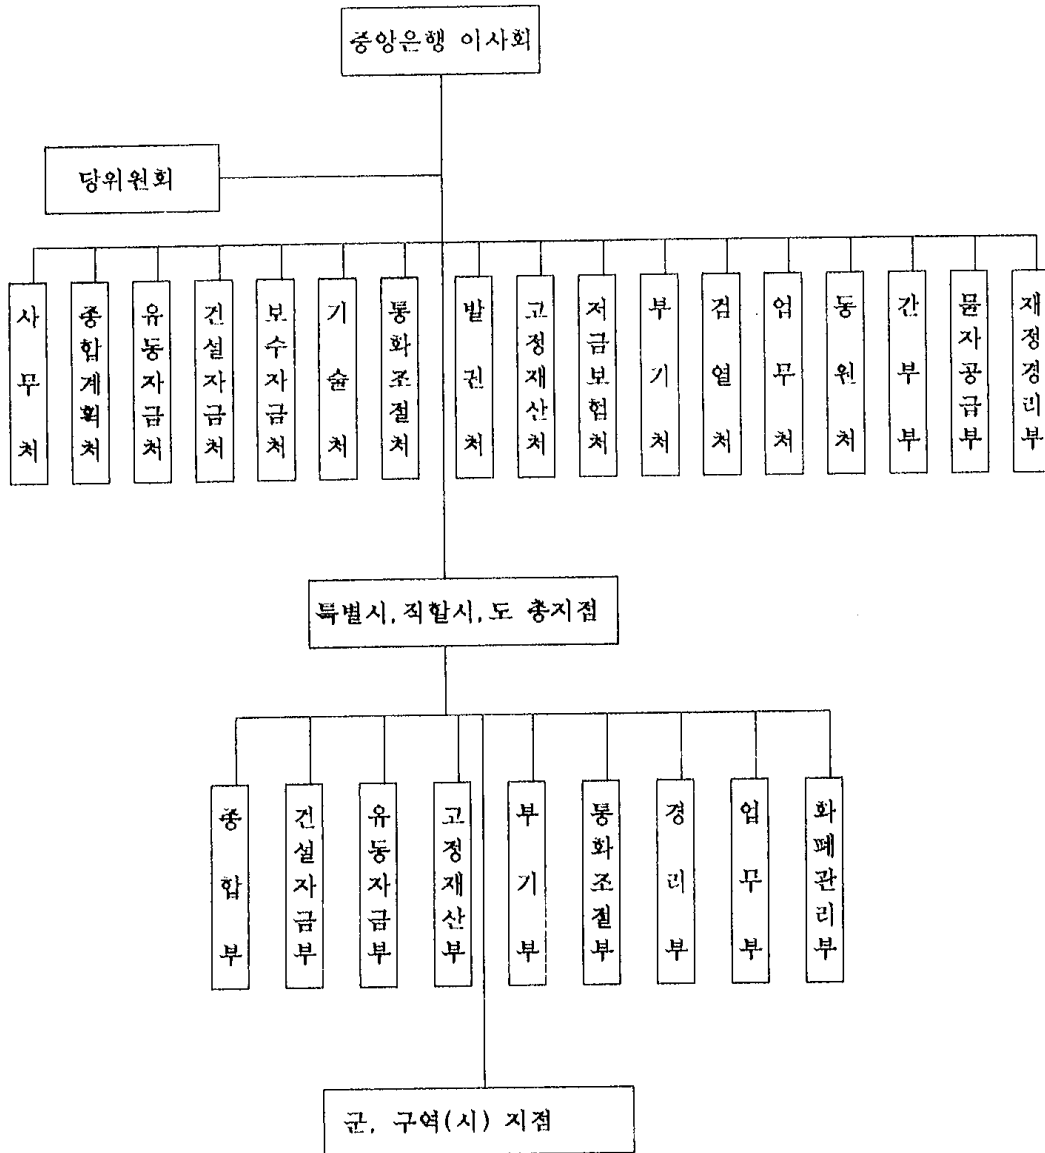 중앙은행 이사회
당위원회
사무처
종합계획처
유동자금처
건설자금처
보수자금처
기술처
통화조절처
발권처
고정재산처
저금보험처
부기처
검열처
업무처
동원처
간부부
물자공급부
재정경리부
특별시, 직할시, 도 총지점
종합부
건설자금부
유동자금부
고정재산부
부기부
통화조절부
경리부
업무부
화폐관리부
군, 구역(시) 지점